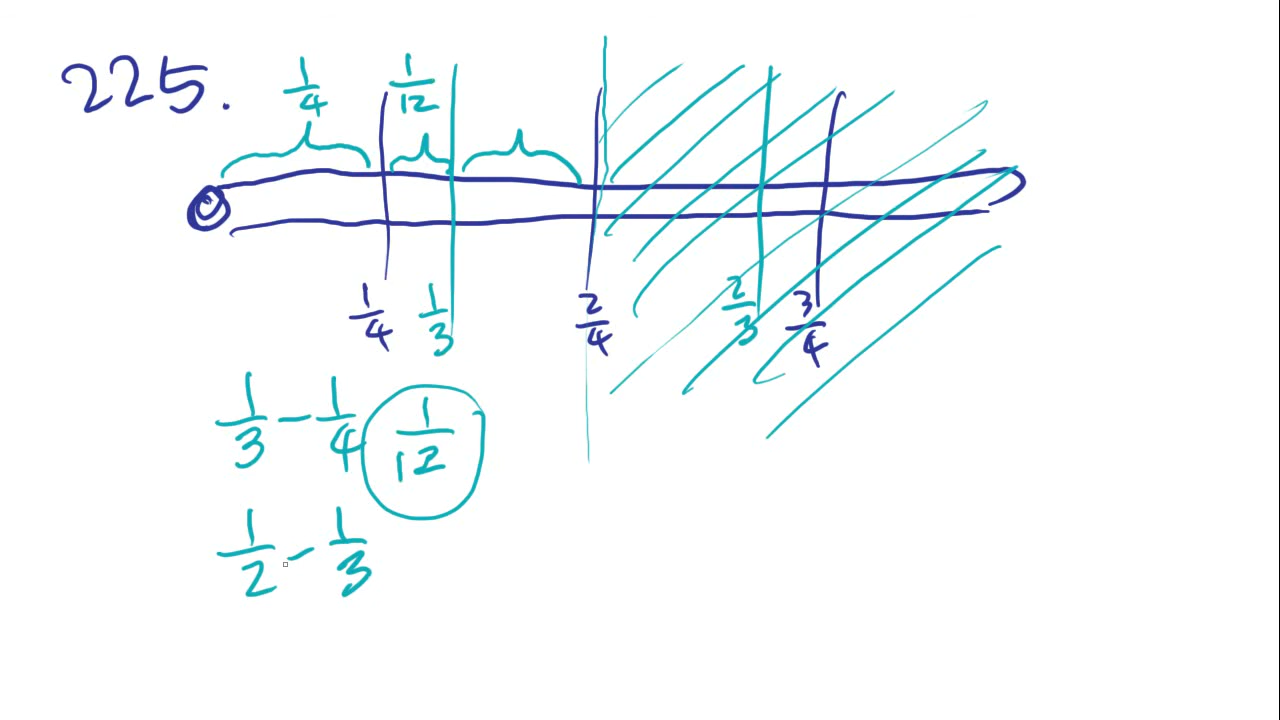 225.
1/4 1/12
1/4 1/3 2/4 2/3 3/4
1/3 - 1/4 1/12
1/2 - 1/3